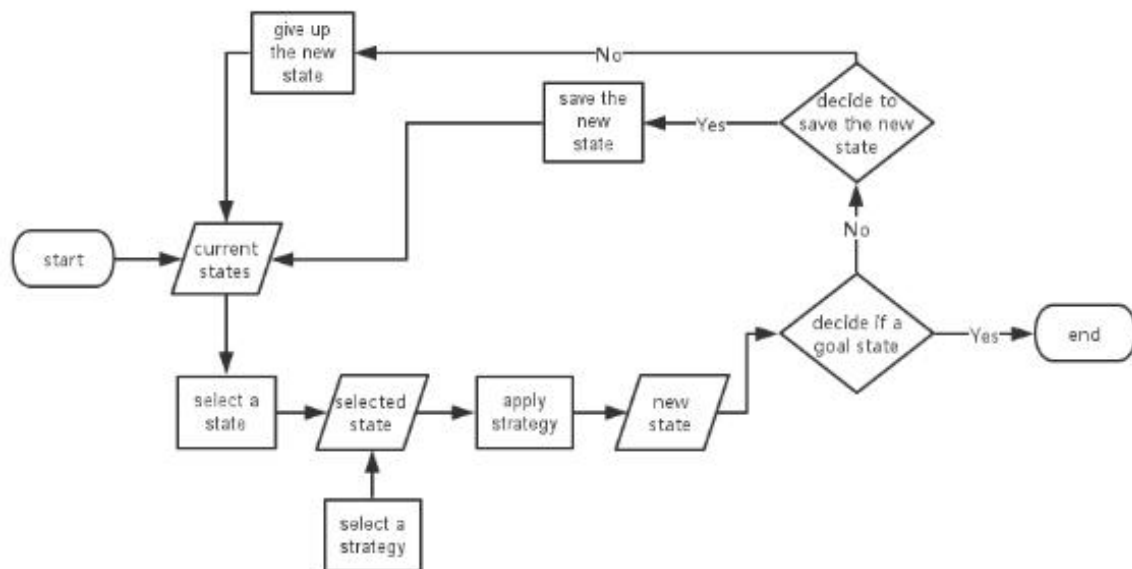 give up
the new
state
No
decide to
save the new
state
save the
new
state
Yes
No
start
current
states
decide if a
goal state
Yes
end
select a
state
selected
state
apply
strategy
new
state
select a
strategy